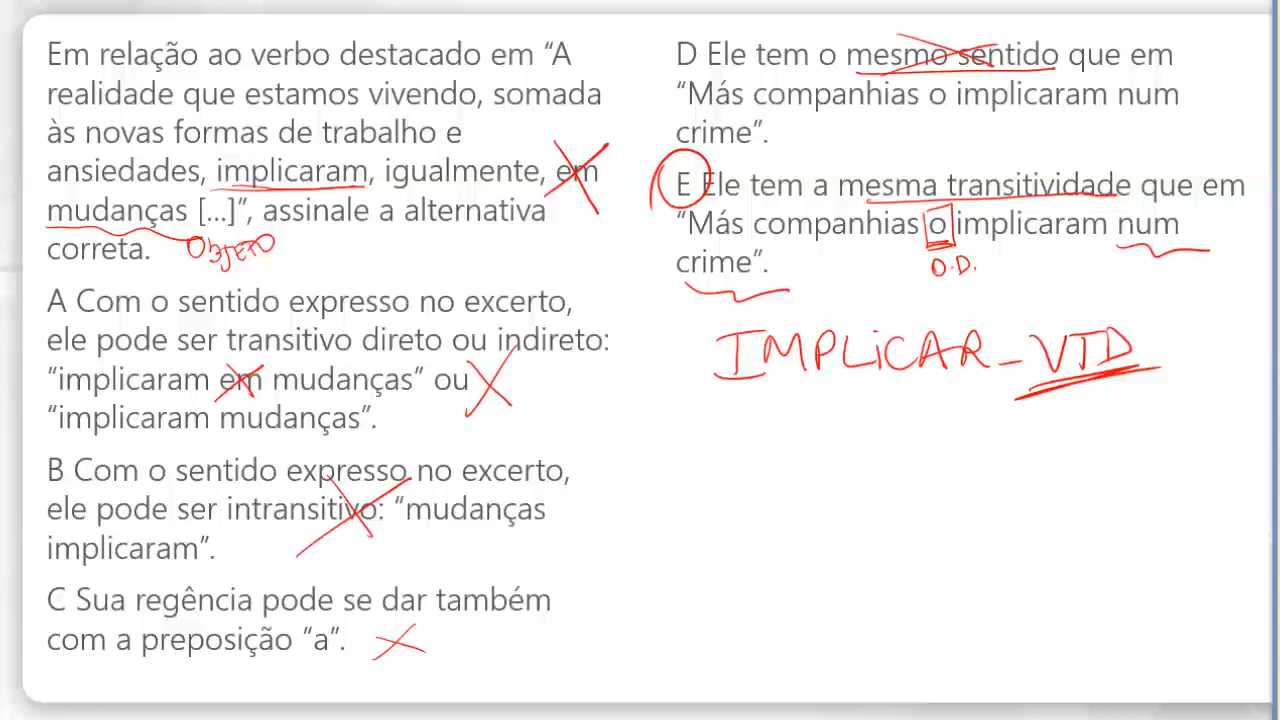 Em relação ao verbo destacado em “A
realidade que estamos vivendo, somada
às novas formas de trabalho e
ansiedades, implicaram, igualmente, em
mudanças [...]”, assinale a alternativa
correta.
OBJETO
A Com o sentido expresso no excerto,
ele pode ser transitivo direto ou indireto:
“implicaram em mudanças” ou
“implicaram mudanças”.
B Com o sentido expresso no excerto,
ele pode ser intransitivo: “mudanças
implicaram”.
C Sua regência pode se dar também
com a preposição “a”.
D Ele tem o mesmo sentido que em
“Más companhias o implicaram num
crime”.
E Ele tem a mesma transitividade que em
“Más companhias o implicaram num
crime”.
O.D.
IMPLICAR - VTD